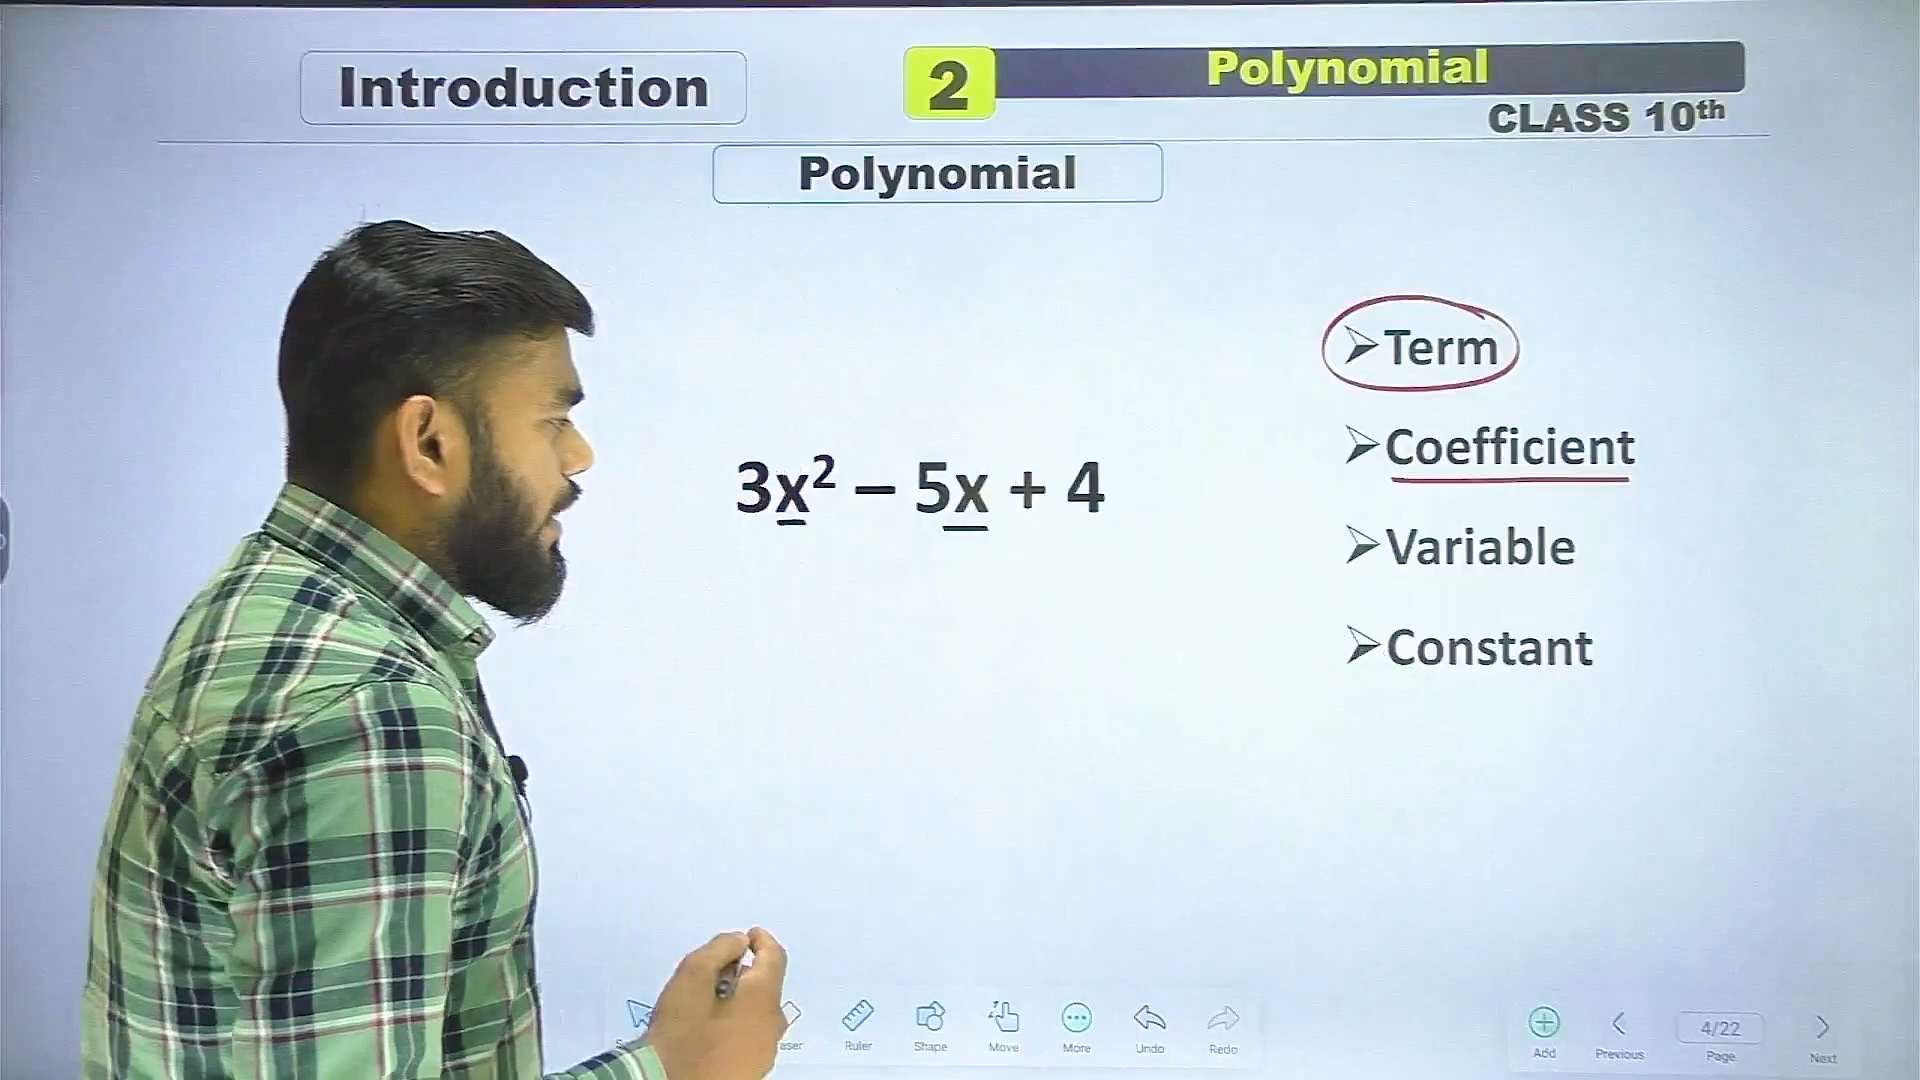 Introduction
2
Polynomial
CLASS 10th
Polynomial
3x² – 5x + 4
➢Term
➢Coefficient
➢Variable
➢Constant
Ruler
Shape
Move
More
Undo
Redo
Add
Previous
4/22
Page
Next